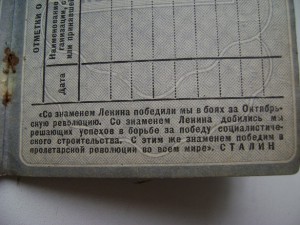 ОТМЕТКИ О
Наименование
ганизации, с
или принявшей
Дата
«Со знаменем Ленина победили мы в боях за Октябрь-
скую революцию. Со знаменем Ленина добились мы
решающих успехов в борьбе за победу социалистиче-
ского строительства. С этим же знаменем победим в
пролетарской революции во всем мире». СТАЛИН